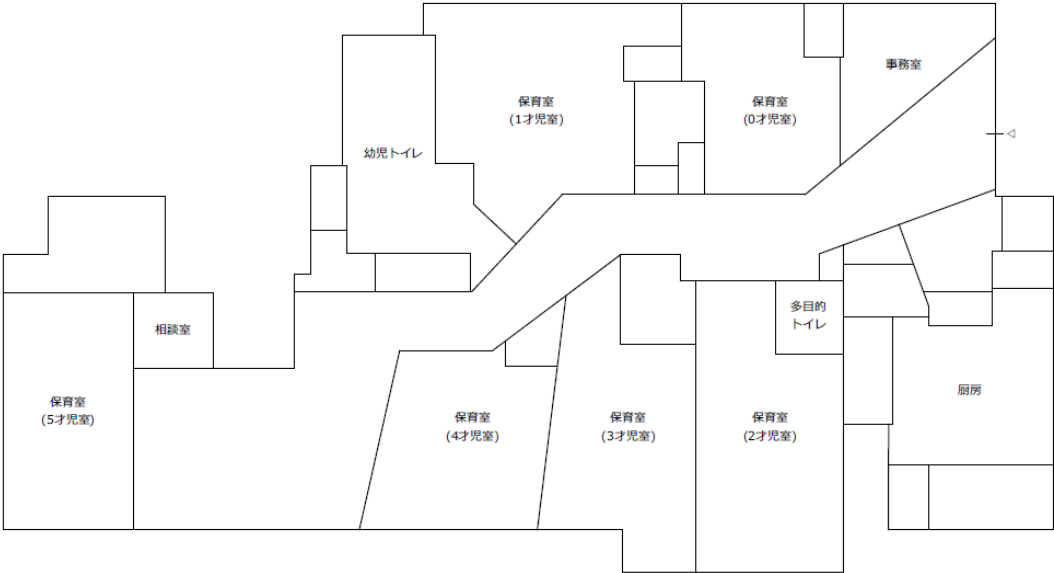 事務室
保育室
(1才児室)
保育室
(0才児室)
幼児トイレ
多目的
トイレ
相談室
厨房
保育室
(5才児室)
保育室
(4才児室)
保育室
(3才児室)
保育室
(2才児室)